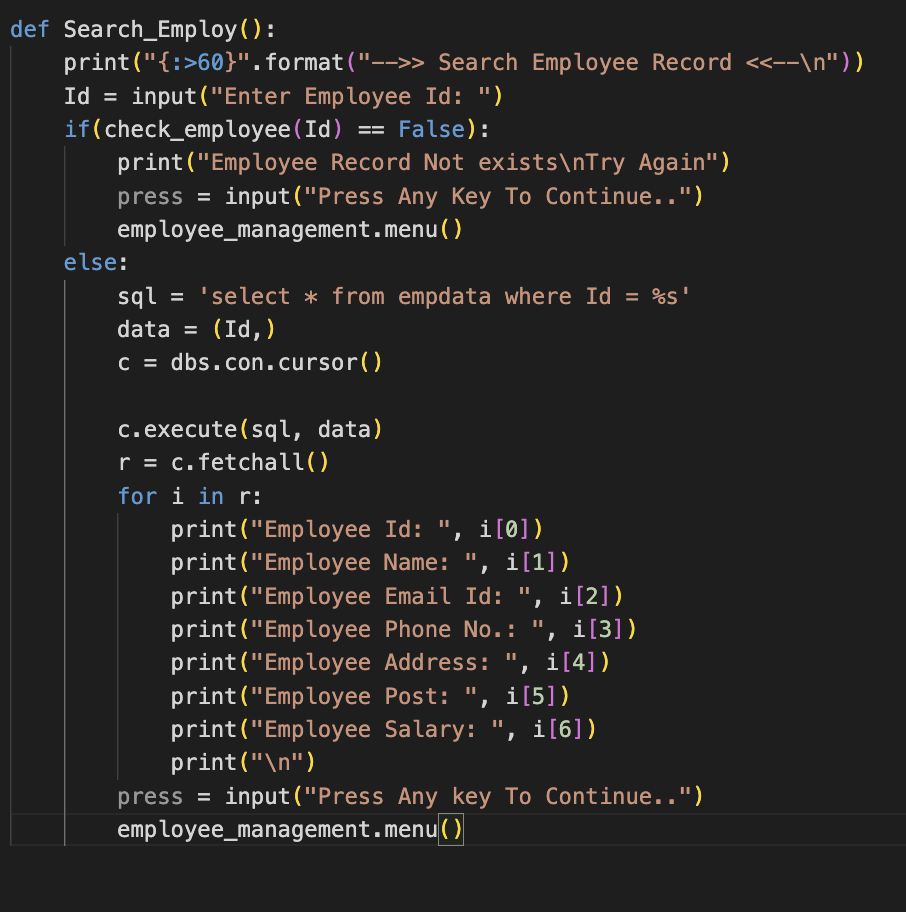 def Search_Employ():
    print("{:>60}".format("-->> Search Employee Record <<--\n"))
    Id = input("Enter Employee Id: ")
    if(check_employee(Id) == False):
        print("Employee Record Not exists\nTry Again")
        press = input("Press Any Key To Continue..")
        employee_management.menu()
    else:
        sql = 'select * from empdata where Id = %s'
        data = (Id,)
        c = dbs.con.cursor()

        c.execute(sql, data)
        r = c.fetchall()
        for i in r:
            print("Employee Id: ", i[0])
            print("Employee Name: ", i[1])
            print("Employee Email Id: ", i[2])
            print("Employee Phone No.: ", i[3])
            print("Employee Address: ", i[4])
            print("Employee Post: ", i[5])
            print("Employee Salary: ", i[6])
            print("\n")
        press = input("Press Any key To Continue..")
        employee_management.menu()